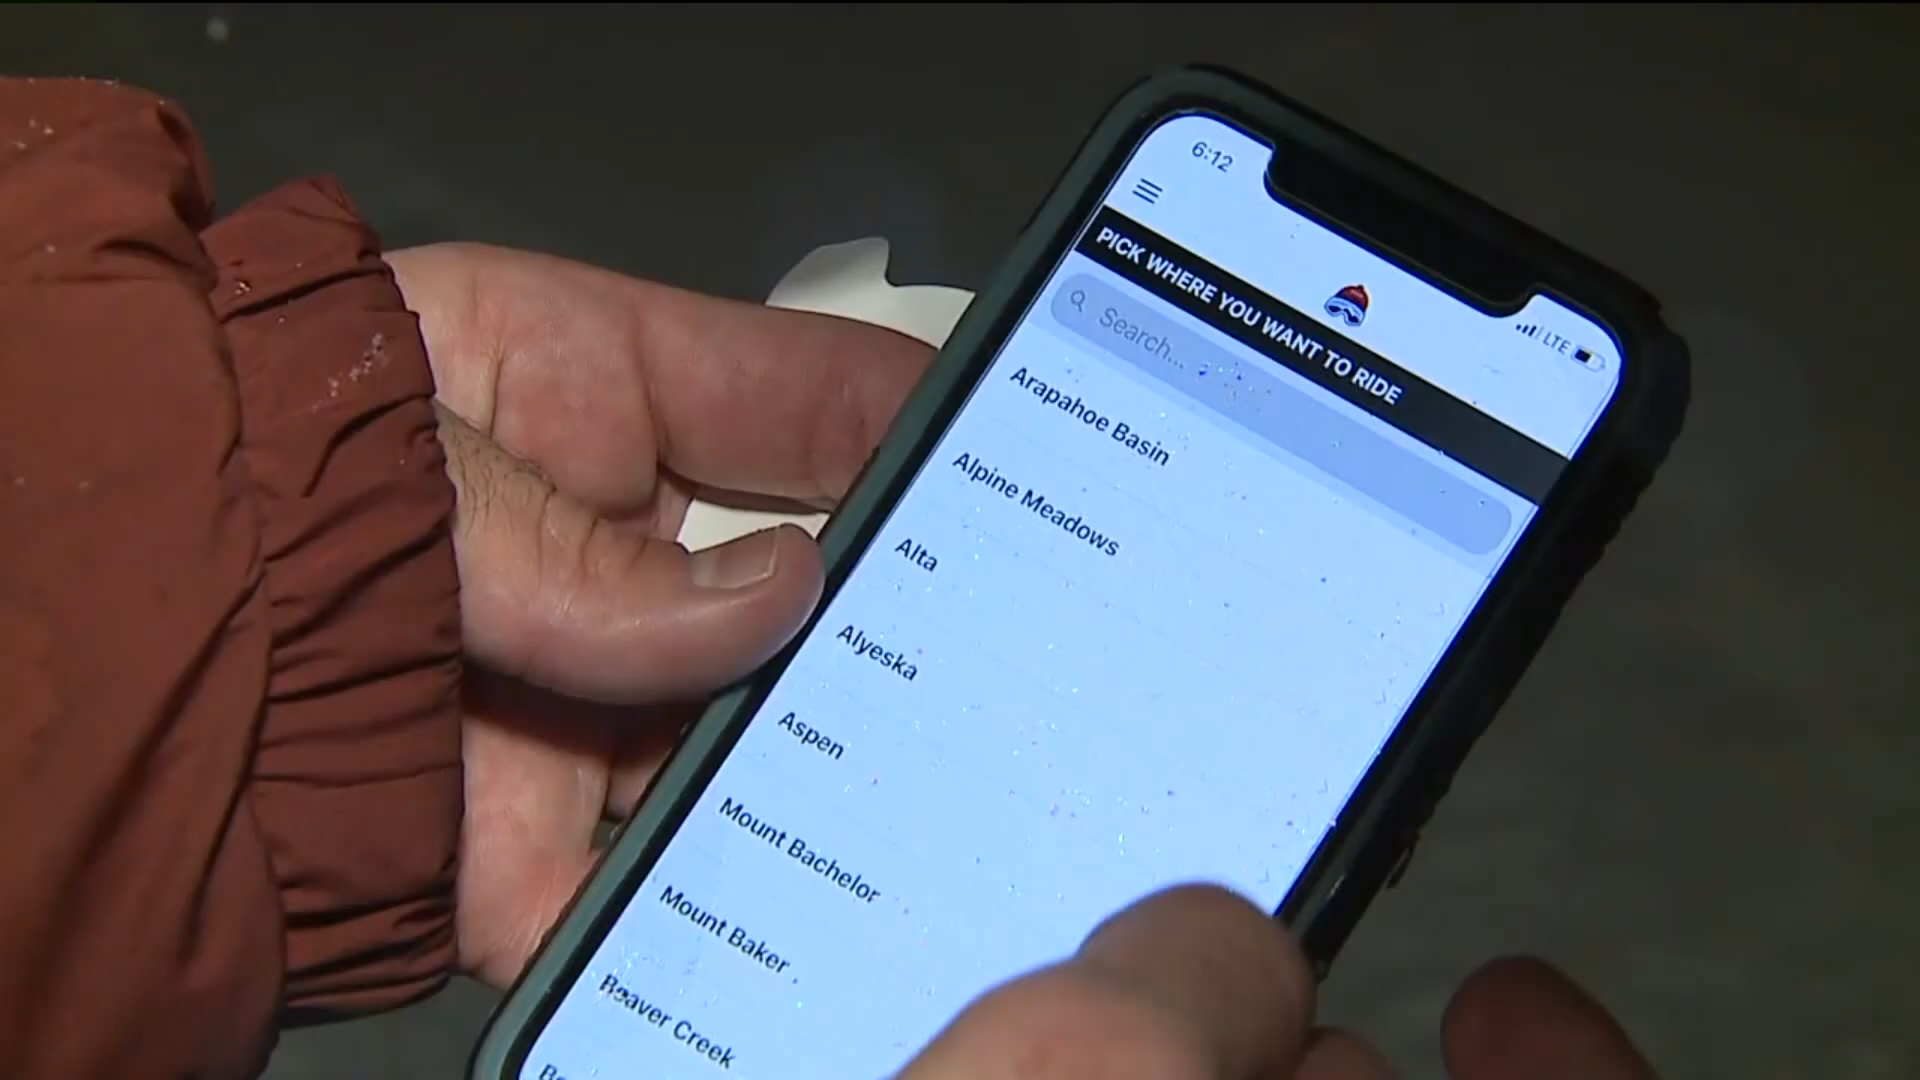 6:12
LTE
PICK WHERE YOU WANT TO RIDE
Search...
Arapahoe Basin
Alpine Meadows
Alta
Alyeska
Aspen
Mount Bachelor
Mount Baker
Beaver Creek